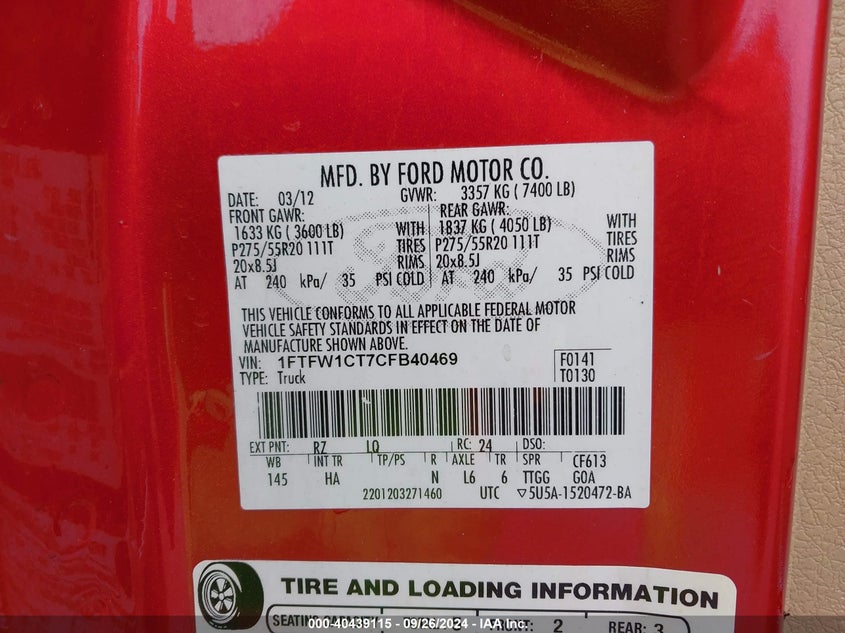 MFD. BY FORD MOTOR CO.
DATE: 03/12 GVWR: 3357 KG ( 7400 LB)
FRONT GAWR: REAR GAWR:
1633 KG ( 3600 LB) WITH 1837 KG ( 4050 LB) WITH
P275/55R20 111T TIRES P275/55R20 111T TIRES
20x8.5J RIMS 20x8.5J RIMS
AT 240 kPa/ 35 PSI COLD AT 240 kPa/ 35 PSI COLD
THIS VEHICLE CONFORMS TO ALL APPLICABLE FEDERAL MOTOR
VEHICLE SAFETY STANDARDS IN EFFECT ON THE DATE OF
MANUFACTURE SHOWN ABOVE.
VIN: 1FTFW1CT7CFB40469 F0141
TYPE: Truck T0130
EXT PNT: RZ LQ RC: 24 DSO:
WB INT TR TP/PS R AXLE TR SPR CF613
145 HA N L6 6 TTGG GOA
2201203271460 UTC ▽5U5A-1520472-BA
TIRE AND LOADING INFORMATION
SEATING 2 REAR: 3
000-40439115 - 09/26/2024 - IAA Inc.